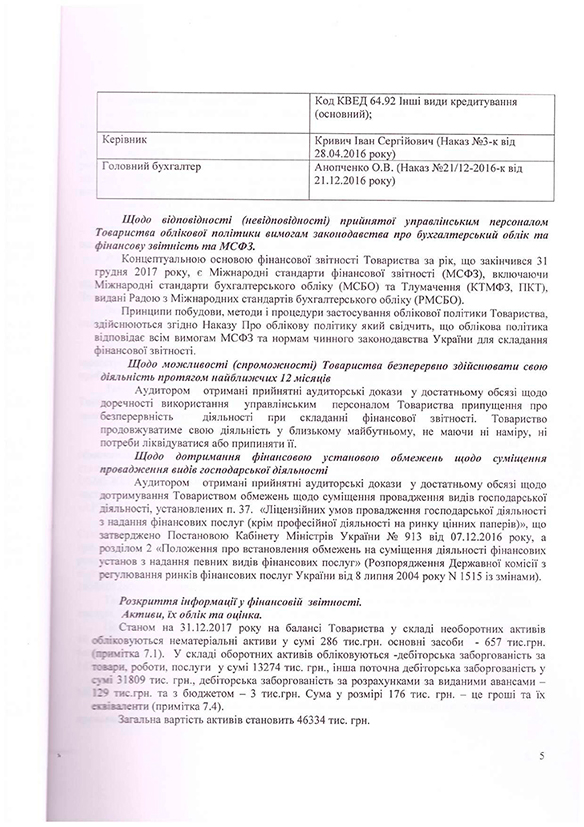 Код КВЕД 64.92 Інші види кредитування
(основний);
Керівник
Кривич Іван Сергійович (Наказ №3-к від
28.04.2016 року)
Головний бухгалтер
Анопченко О.В. (Наказ №21/12-2016-к від
21.12.2016 року)
Щодо відповідності (невідповідності) прийнятої управлінським персоналом
Товариства облікової політики вимогам законодавства про бухгалтерський облік та
фінансову звітність та МСФЗ.
Концептуальною основою фінансової звітності Товариства за рік, що закінчився 31
грудня 2017 року, є Міжнародні стандарти фінансової звітності (МСФЗ), включаючи
Міжнародні стандарти бухгалтерського обліку (МСБО) та Тлумачення (КТМФЗ, ПКТ),
видані Радою з Міжнародних стандартів бухгалтерського обліку (РМСБО).
Принципи побудови, методи і процедури застосування облікової політики Товариства,
здійснюються згідно Наказу Про облікову політику який свідчить, що облікова політика
відповідає всім вимогам МСФЗ та нормам чинного законодавства України для складання
фінансової звітності.
Щодо можливості (спроможності) Товариства безперервно здійснювати свою
діяльність протягом найближчих 12 місяців
Аудитором отримані прийнятні аудиторські докази у достатньому обсязі щодо
доречності використання управлінським персоналом Товариства припущення про
безперервність діяльності при складанні фінансової звітності. Товариство
продовжуватиме свою діяльність у близькому майбутньому, не маючи ні наміру, ні
потреби ліквідуватися або припиняти її.
Щодо дотримання фінансовою установою обмежень щодо суміщення
провадження видів господарської діяльності
Аудитором отримані прийнятні аудиторські докази у достатньому обсязі щодо
дотримування Товариством обмежень щодо суміщення провадження видів господарської
діяльності, установлених п. 37. «Ліцензійних умов провадження господарської діяльності
з надання фінансових послуг (крім професійної діяльності на ринку цінних паперів)», що
затверджено Постановою Кабінету Міністрів України № 913 від 07.12.2016 року, а
розділом 2 «Положення про встановлення обмежень на суміщення діяльності фінансових
установ з надання певних видів фінансових послуг» (Розпорядження Державної комісії з
регулювання ринків фінансових послуг України від 8 липня 2004 року N 1515 із змінами).
Розкриття інформації у фінансовій звітності.
Активи, їх облік та оцінка.
Станом на 31.12.2017 року на балансі Товариства у складі необоротних активів
обліковуються нематеріальні активи у сумі 286 тис.грн. основні засоби - 657 тис.грн.
(примітка 7.1). У складі оборотних активів обліковуються -дебіторська заборгованість за
товари, роботи, послуги у сумі 13274 тис. грн., інша поточна дебіторська заборгованість у
сумі 31809 тис. грн., дебіторська заборгованість за розрахунками за виданими авансами –
129 тис.грн. та з бюджетом – 3 тис.грн. Сума у розмірі 176 тис. грн. – це гроші та їх
еквіваленти (примітка 7.4).
Загальна вартість активів становить 46334 тис. грн.
5